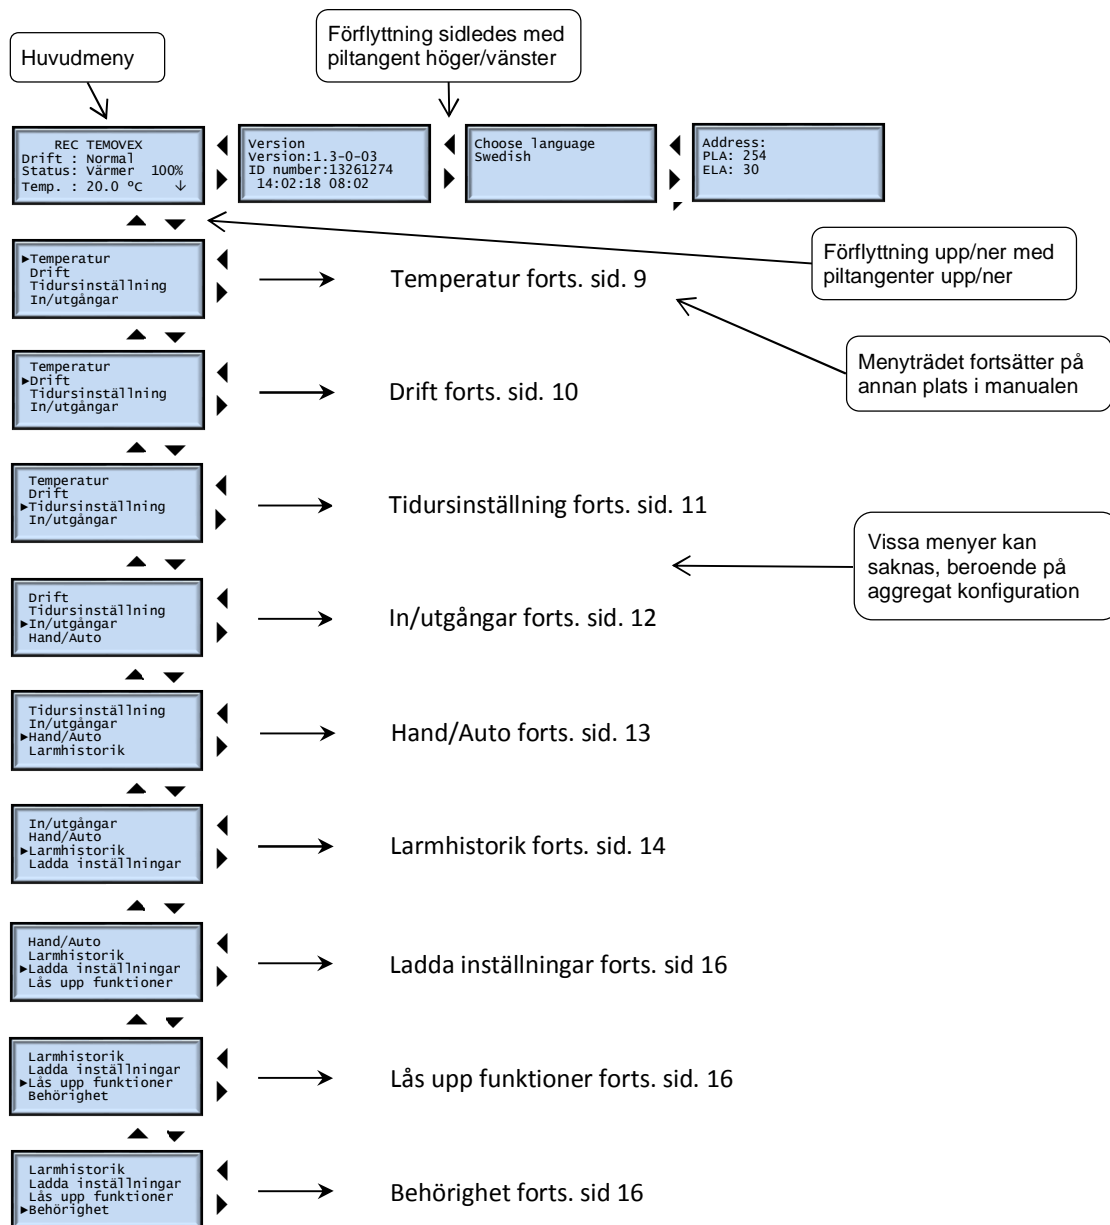 Huvudmeny
Förflyttning sidledes med
piltangent höger/vänster
REC TEMOVEX
Drift : Normal
Status: Värmer 100%
Temp. : 20.0 ºC ↓
Version
Version:1.3-0-03
ID number:13261274
14:02:18 08:02
Choose language
Swedish
Address:
PLA: 254
ELA: 30
Förflyttning upp/ner med
piltangenter upp/ner
►Temperatur
Drift
Tidursinställning
In/utgångar
Temperatur forts. sid. 9
Menyträdet fortsätter på
annan plats i manualen
Temperatur
►Drift
Tidursinställning
In/utgångar
Drift forts. sid. 10
Temperatur
Drift
►Tidursinställning
In/utgångar
Tidursinställning forts. sid. 11
Vissa menyer kan
saknas, beroende på
aggregat konfiguration
Drift
Tidursinställning
►In/utgångar
Hand/Auto
In/utgångar forts. sid. 12
Tidursinställning
In/utgångar
►Hand/Auto
Larmhistorik
Hand/Auto forts. sid. 13
In/utgångar
Hand/Auto
►Larmhistorik
Ladda inställningar
Larmhistorik forts. sid. 14
Hand/Auto
Larmhistorik
►Ladda inställningar
Lås upp funktioner
Ladda inställningar forts. sid 16
Larmhistorik
Ladda inställningar
►Lås upp funktioner
Behörighet
Lås upp funktioner forts. sid. 16
Larmhistorik
Ladda inställningar
Lås upp funktioner
►Behörighet
Behörighet forts. sid 16